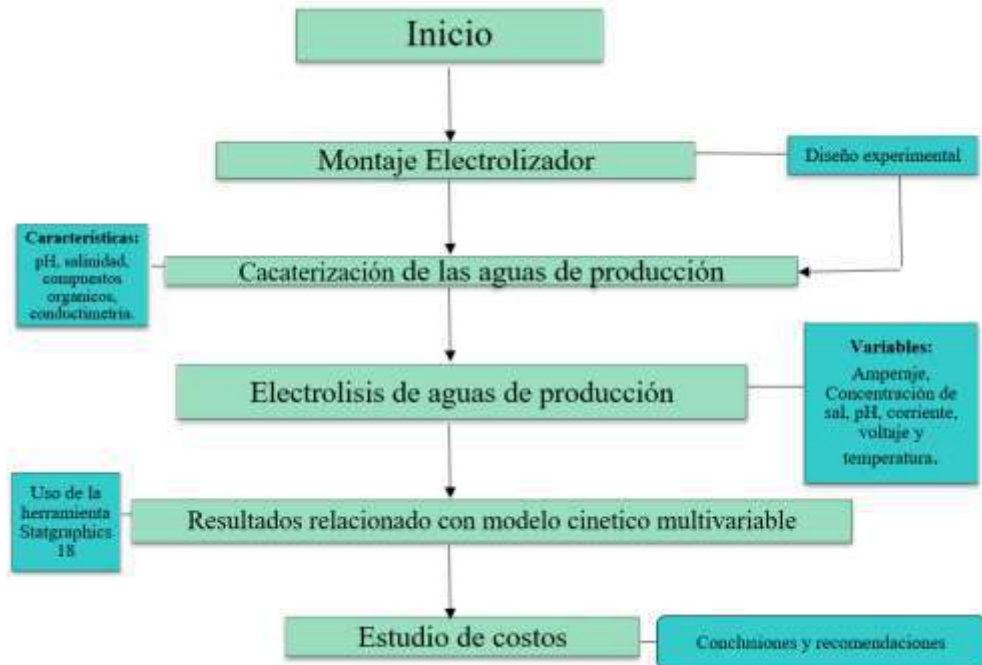 Inicio
Montaje Electrolizador
Diseño experimental
Características:
pH, salinidad,
compuestos
organicos,
conductimetria.
Cacaterización de las aguas de producción
Variables:
Amperaje,
Concentración de
sal, pH, corriente,
voltaje y
temperatura.
Electrolisis de aguas de producción
Uso de la
herramienta
Statgraphics
18
Resultados relacionado con modelo cinetico multivariable
Estudio de costos
Conclusiones y recomendaciones